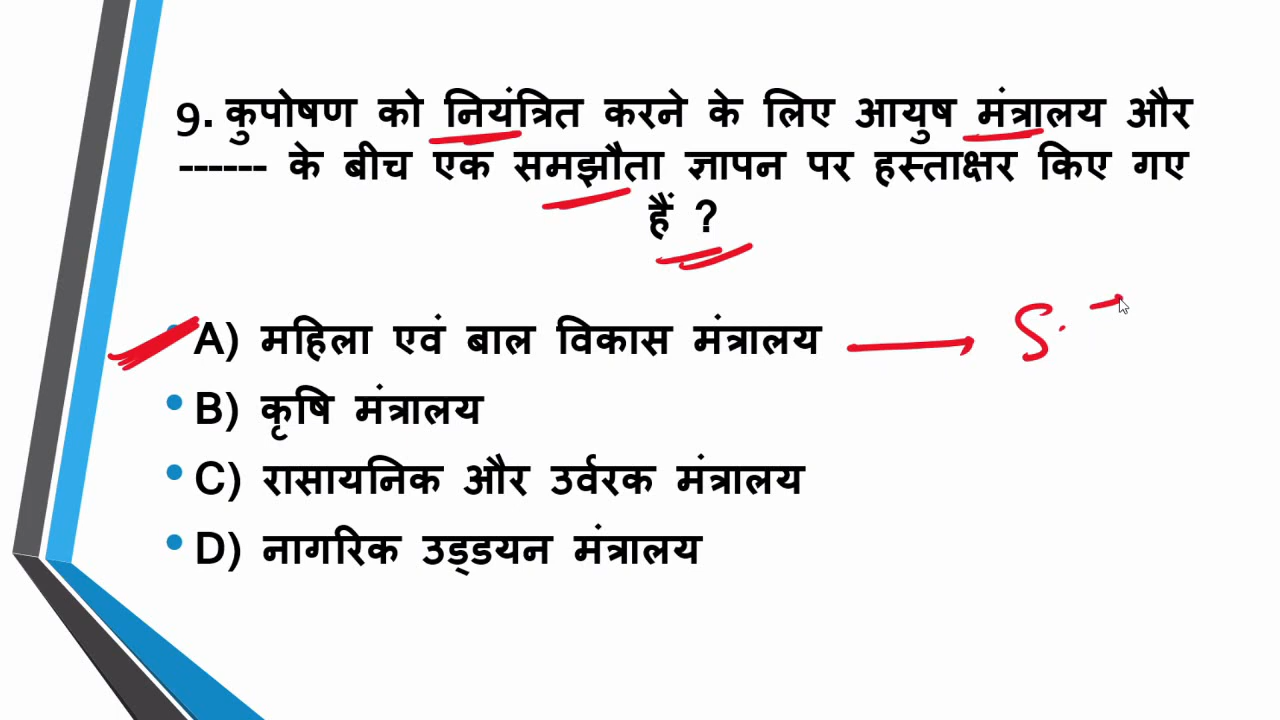 9. कुपोषण को नियंत्रित करने के लिए आयुष मंत्रालय और
------ के बीच एक समझौता ज्ञापन पर हस्ताक्षर किए गए
हैं ?
A) महिला एवं बाल विकास मंत्रालय
S.
B) कृषि मंत्रालय
C) रासायनिक और उर्वरक मंत्रालय
D) नागरिक उड्डयन मंत्रालय